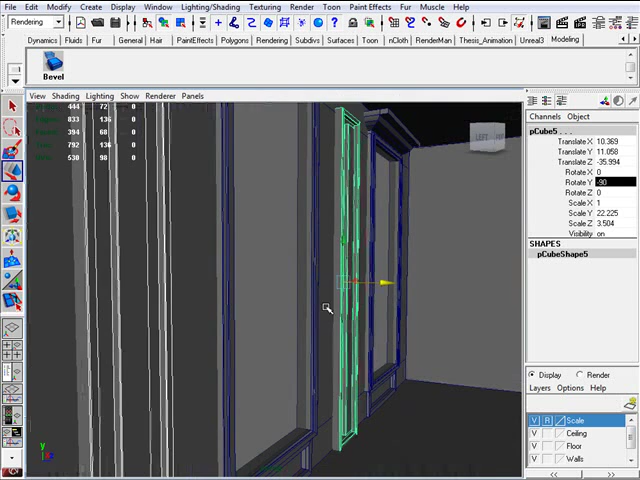 File Edit Modify Create Display Window Lighting/Shading Texturing Render Toon Paint Effects Fur Muscle Help
Rendering
Dynamics Fluids Fur General Hair PaintEffects Polygons Rendering Subdivs Surfaces Toon nCloth RenderMan Thesis_Animation Unreal3 Modeling
Bevel
View Shading Lighting Show Renderer Panels
444 72 0
833 136 0
394 68 0
792 136 0
530 98 0
LEFT
Channels Object
pCube5 . . .
Translate X 10.369
Translate Y 11.058
Translate Z -35.994
Rotate X 0
Rotate Y -90
Rotate Z 0
Scale X 1
Scale Y 22.225
Scale Z 3.504
Visibility on
SHAPES
pCubeShape5
Display Render
Layers Options Help
V R Scale
V Ceiling
V Floor
V Walls
y